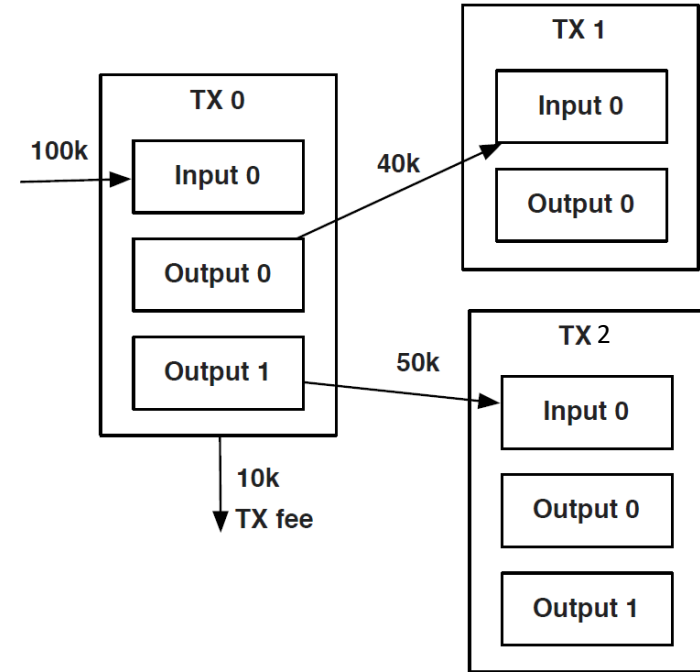 TX 0
100k
Input 0
Output 0
Output 1
10k
TX fee
40k
50k
TX 1
Input 0
Output 0
TX 2
Input 0
Output 0
Output 1